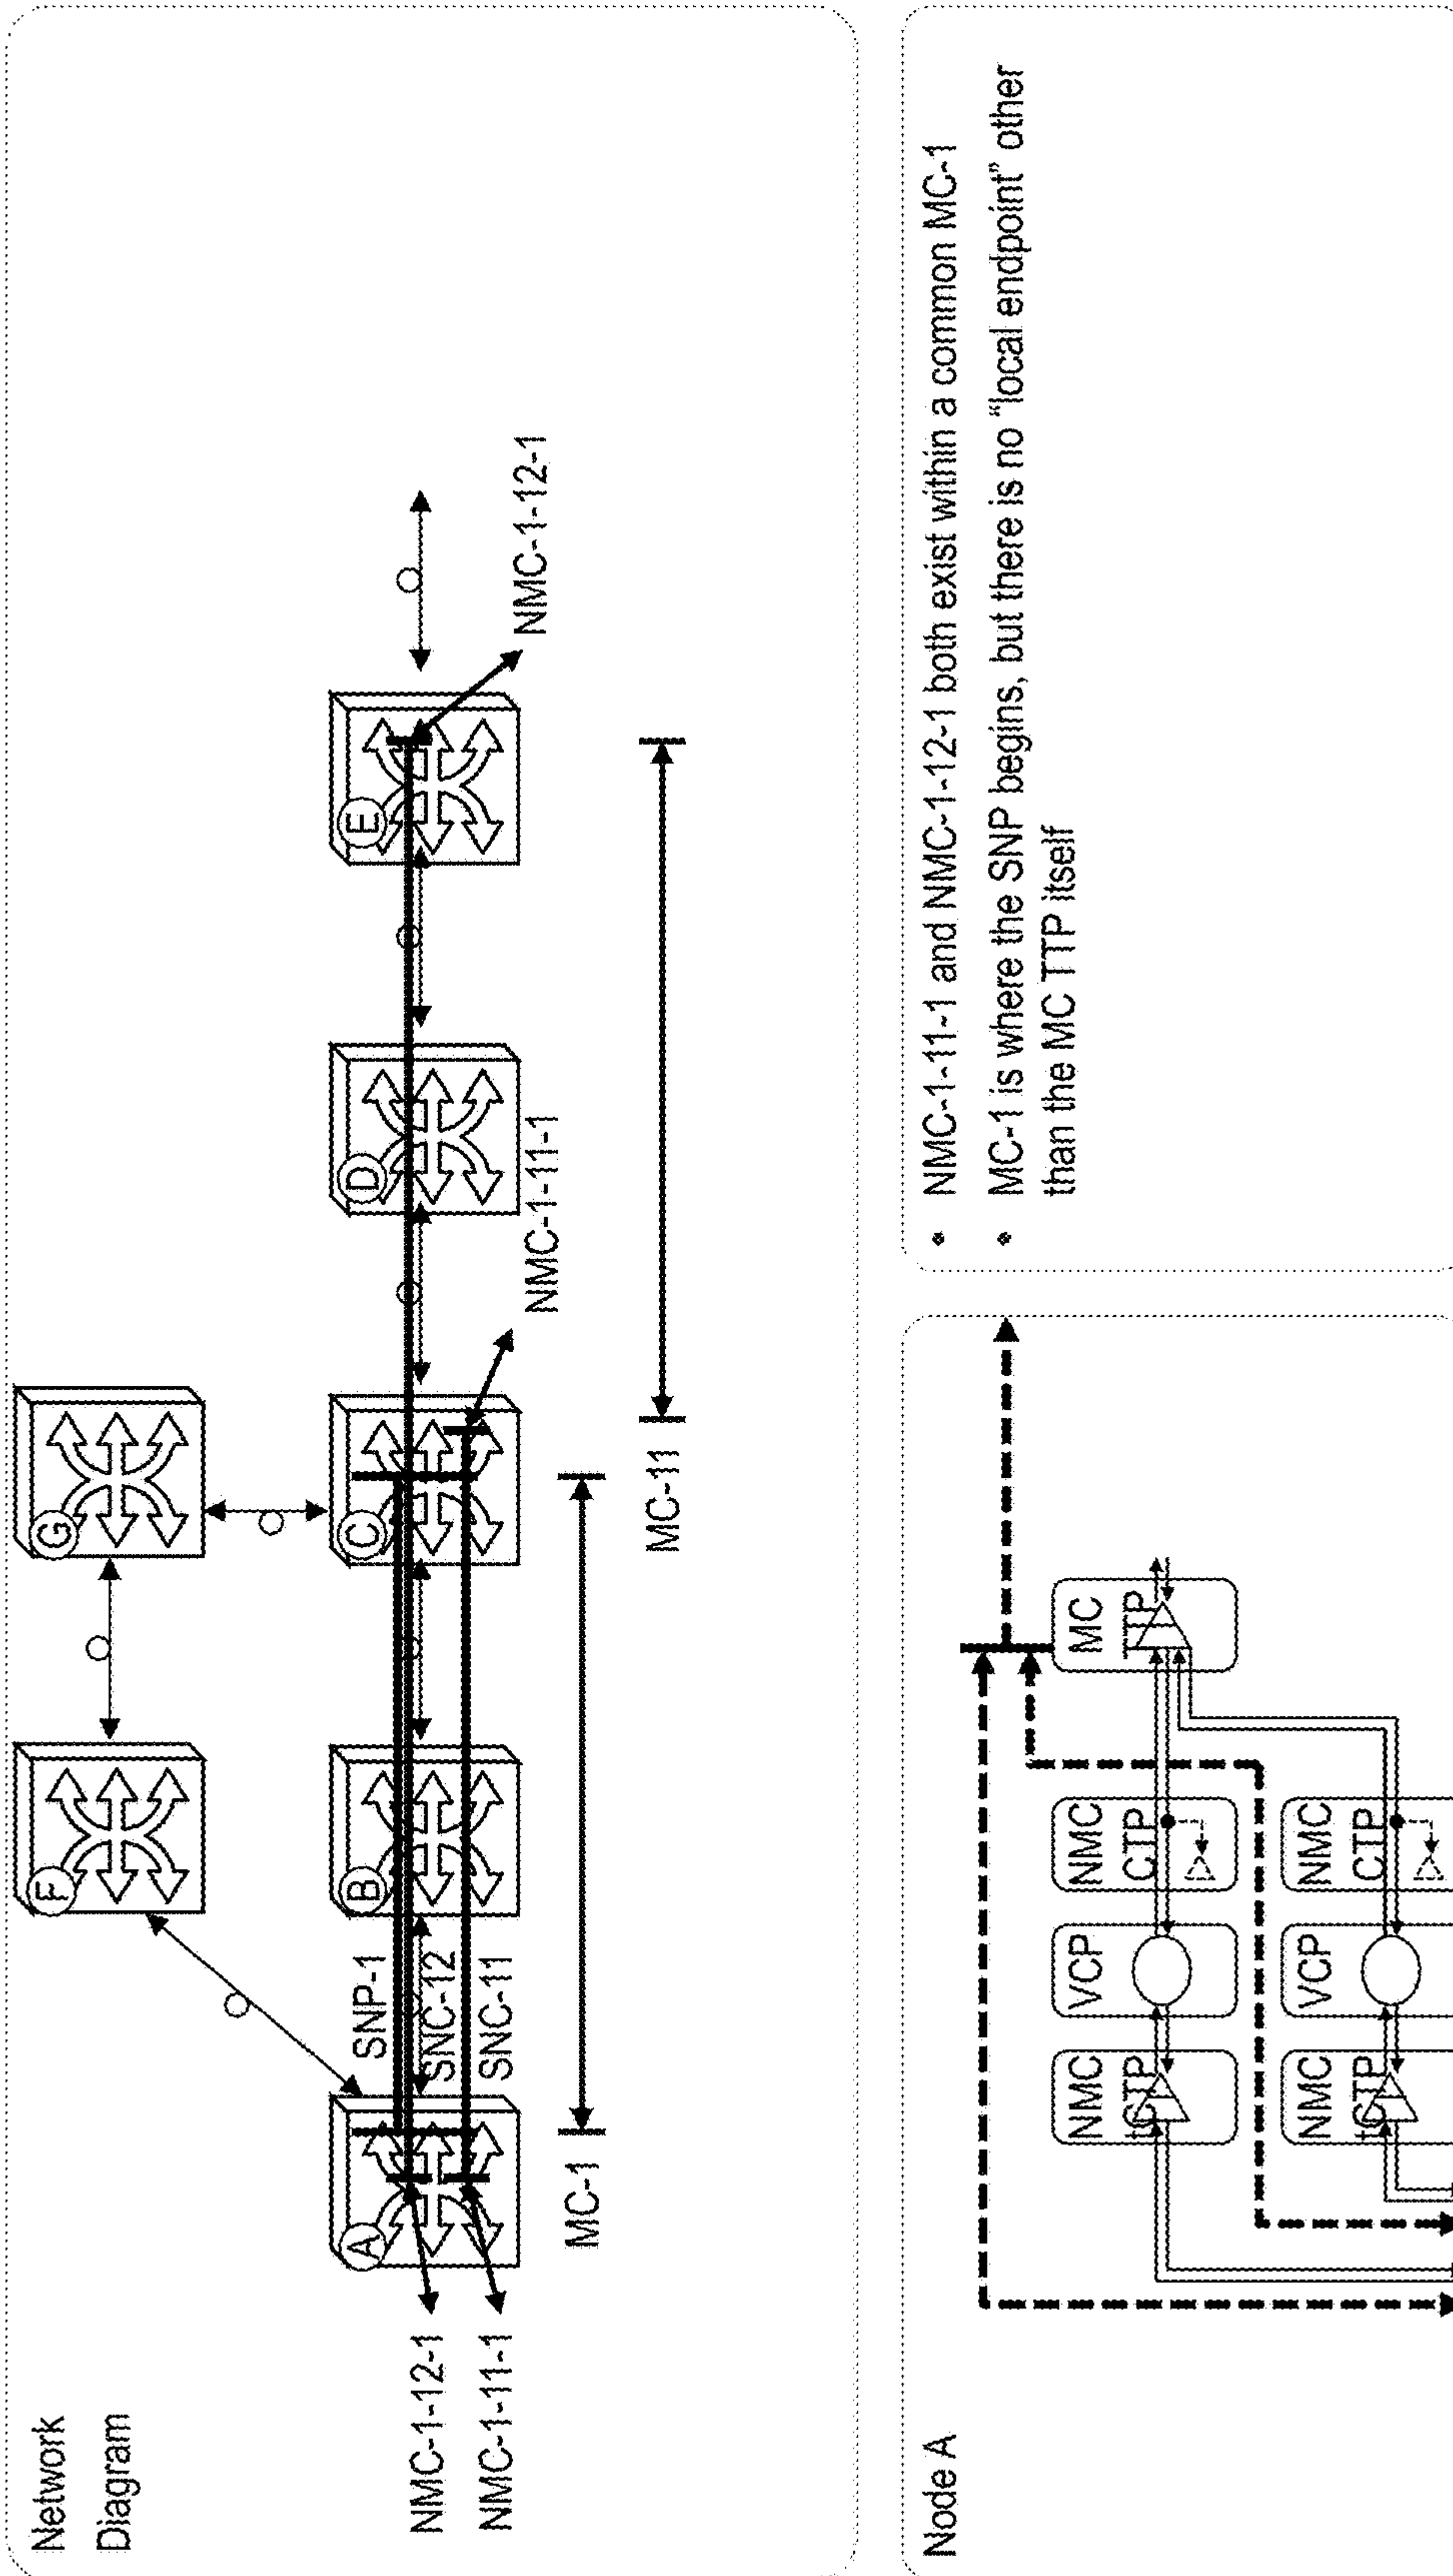 Network
Diagram
F
G
A
B
C
D
E
SNP-1
SNC-12
SNC-11
NMC-1-12-1
NMC-1-11-1
NMC-1-11-1
NMC-1-12-1
MC-1
MC-11
Node A
NMC
tCTP
VCP
NMC
CTP
MC
TTP
NMC
tCTP
VCP
NMC
CTP
• NMC-1-11-1 and NMC-1-12-1 both exist within a common MC-1
• MC-1 is where the SNP begins, but there is no “local endpoint” other
than the MC TTP itself